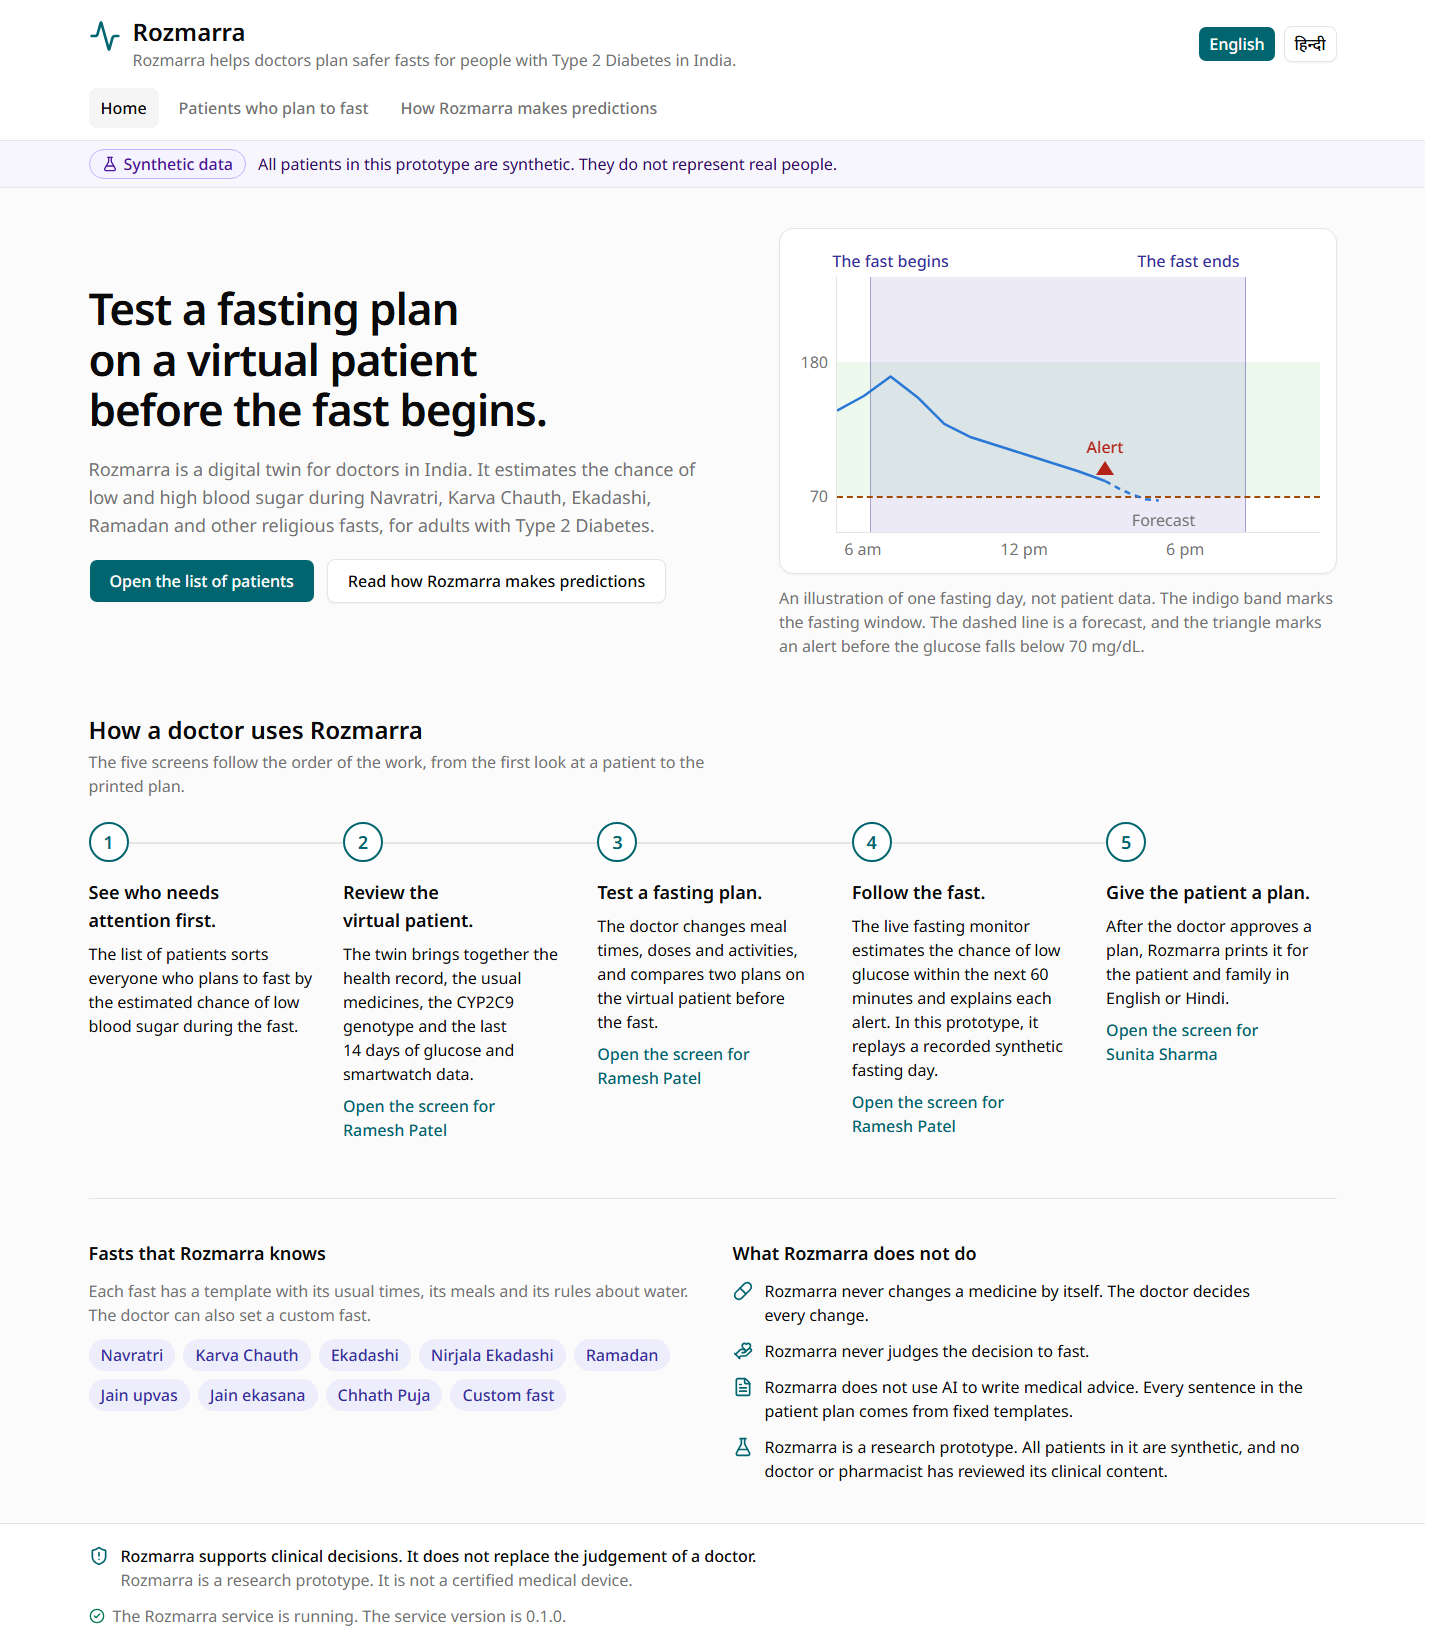 Rozmarra
Rozmarra helps doctors plan safer fasts for people with Type 2 Diabetes in India.
English
हिन्दी
Home
Patients who plan to fast
How Rozmarra makes predictions
Synthetic data
All patients in this prototype are synthetic. They do not represent real people.
Test a fasting plan
on a virtual patient
before the fast begins.
Rozmarra is a digital twin for doctors in India. It estimates the chance of
low and high blood sugar during Navratri, Karva Chauth, Ekadashi,
Ramadan and other religious fasts, for adults with Type 2 Diabetes.
Open the list of patients
Read how Rozmarra makes predictions
The fast begins
The fast ends
180
Alert
70
Forecast
6 am
12 pm
6 pm
An illustration of one fasting day, not patient data. The indigo band marks
the fasting window. The dashed line is a forecast, and the triangle marks
an alert before the glucose falls below 70 mg/dL.
How a doctor uses Rozmarra
The five screens follow the order of the work, from the first look at a patient to the
printed plan.
1
See who needs
attention first.
The list of patients sorts
everyone who plans to fast by
the estimated chance of low
blood sugar during the fast.
2
Review the
virtual patient.
The twin brings together the
health record, the usual
medicines, the CYP2C9
genotype and the last
14 days of glucose and
smartwatch data.
Open the screen for
Ramesh Patel
3
Test a fasting plan.
The doctor changes meal
times, doses and activities,
and compares two plans on
the virtual patient before
the fast.
Open the screen for
Ramesh Patel
4
Follow the fast.
The live fasting monitor
estimates the chance of low
glucose within the next 60
minutes and explains each
alert. In this prototype, it
replays a recorded synthetic
fasting day.
Open the screen for
Ramesh Patel
5
Give the patient a plan.
After the doctor approves a
plan, Rozmarra prints it for
the patient and family in
English or Hindi.
Open the screen for
Sunita Sharma
Fasts that Rozmarra knows
Each fast has a template with its usual times, its meals and its rules about water.
The doctor can also set a custom fast.
Navratri
Karva Chauth
Ekadashi
Nirjala Ekadashi
Ramadan
Jain upvas
Jain ekasana
Chhath Puja
Custom fast
What Rozmarra does not do
Rozmarra never changes a medicine by itself. The doctor decides
every change.
Rozmarra never judges the decision to fast.
Rozmarra does not use AI to write medical advice. Every sentence in the
patient plan comes from fixed templates.
Rozmarra is a research prototype. All patients in it are synthetic, and no
doctor or pharmacist has reviewed its clinical content.
Rozmarra supports clinical decisions. It does not replace the judgement of a doctor.
Rozmarra is a research prototype. It is not a certified medical device.
The Rozmarra service is running. The service version is 0.1.0.